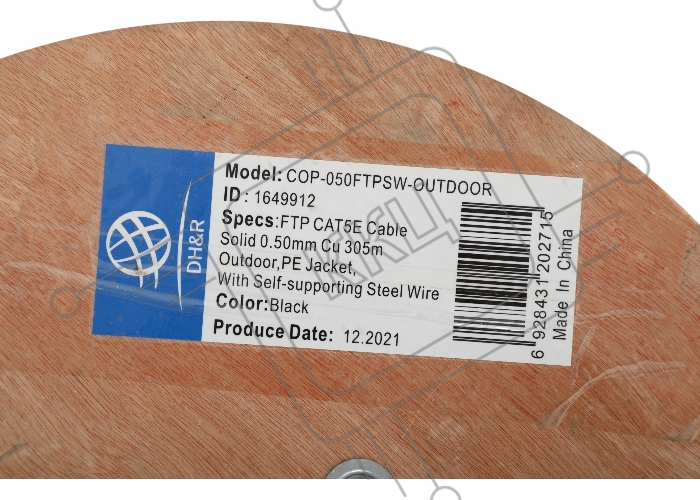 DH&R
Model: COP-050FTPSW-OUTDOOR
ID : 1649912
Specs:FTP CAT5E Cable
Solid 0.50mm Cu 305m
Outdoor,PE Jacket,
With Self-supporting Steel Wire
Color:Black
Produce Date: 12.2021
6 928431 202715
Made In China
ККЦ